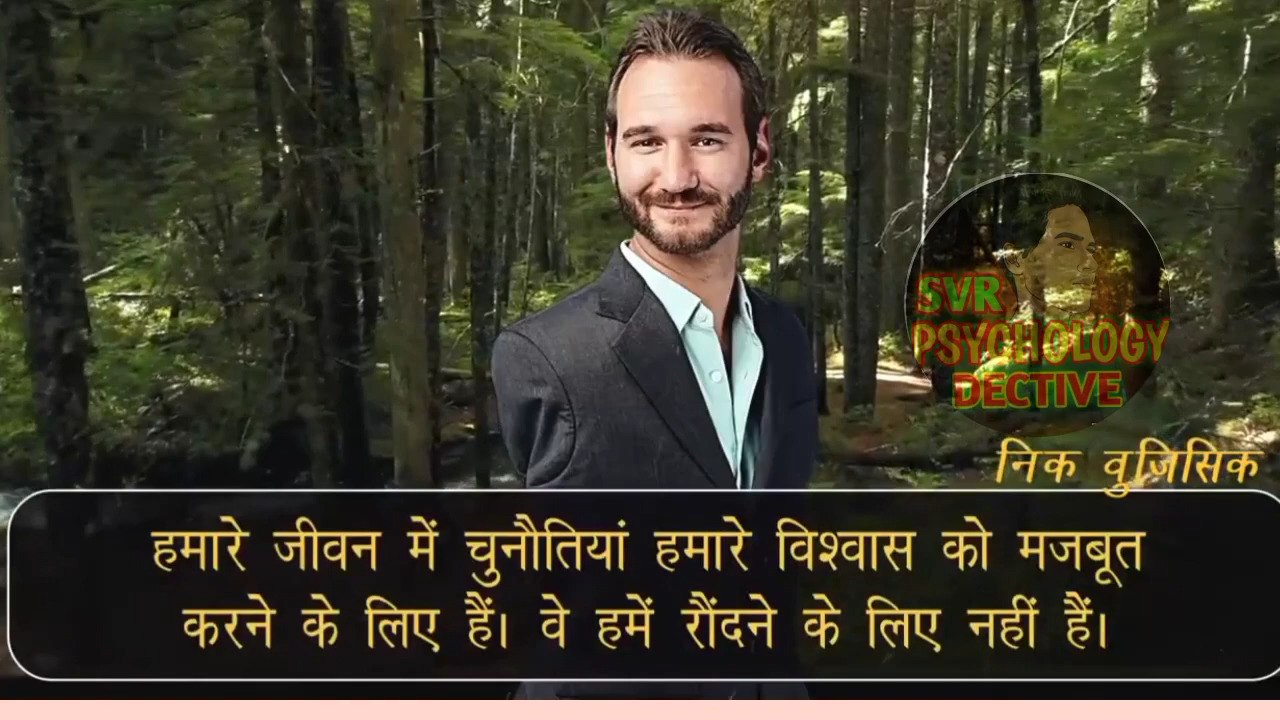 SVR
PSYCHOLOGY
DECTIVE
निक वुजिसिक
हमारे जीवन में चुनौतियां हमारे विश्वास को मजबूत
करने के लिए हैं। वे हमें रौंदने के लिए नहीं हैं।